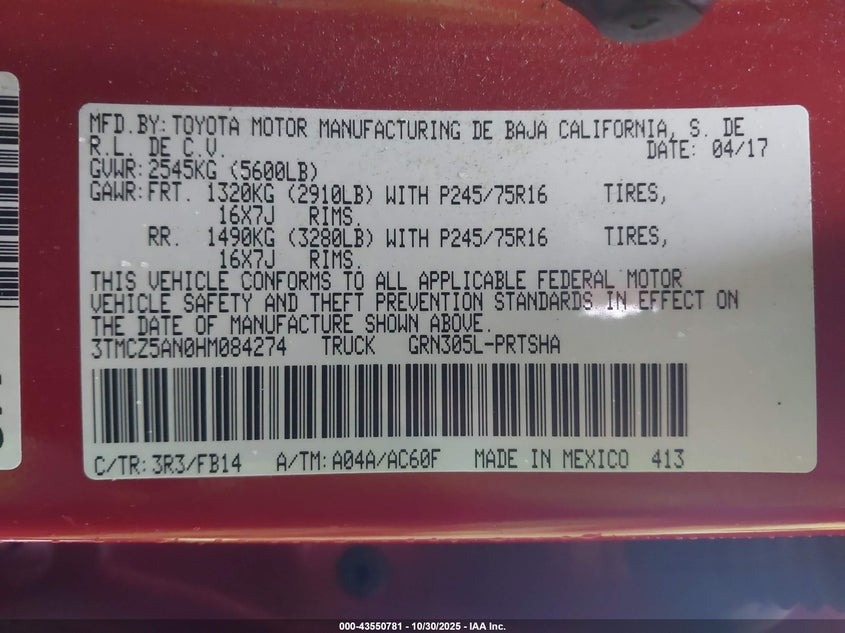 MFD.BY:TOYOTA MOTOR MANUFACTURING DE BAJA CALIFORNIA, S. DE
R.L. DE C.V. DATE: 04/17
GVWR:2545KG (5600LB)
GAWR:FRT. 1320KG (2910LB) WITH P245/75R16 TIRES,
16X7J RIMS.
RR. 1490KG (3280LB) WITH P245/75R16 TIRES,
16X7J RIMS.
THIS VEHICLE CONFORMS TO ALL APPLICABLE FEDERAL MOTOR
VEHICLE SAFETY AND THEFT PREVENTION STANDARDS IN EFFECT ON
THE DATE OF MANUFACTURE SHOWN ABOVE.
3TMCZ5AN0HM084274 TRUCK GRN305L-PRTSHA
C/TR:3R3/FB14 A/TM:A04A/AC60F MADE IN MEXICO 413
000-43550781 - 10/30/2025 - IAA Inc.